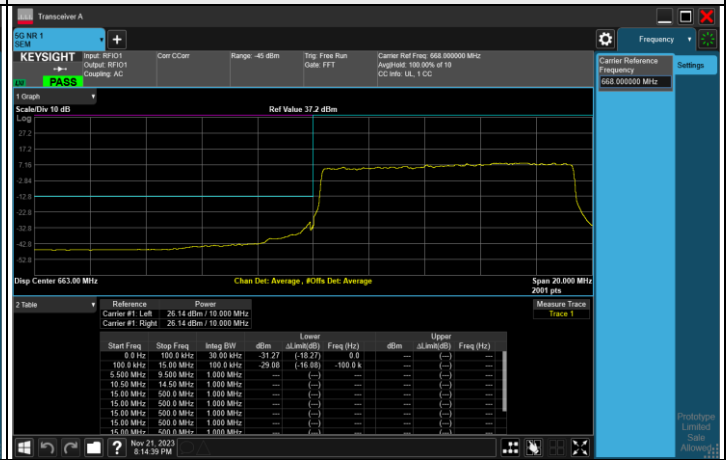 Transceiver A
5G NR 1
SEM
Frequency
KEYSIGHT Input: RFIO1 Corr CCorr Range: -45 dBm Trig: Free Run Carrier Ref Freq: 668.000000 MHz
Output: RFIO1 Gate: FFT Avg|Hold: 100.00% of 10
Coupling: AC CC Info: UL, 1 CC
PASS
Carrier Reference
Frequency
668.000000 MHz
Settings
1 Graph
Scale/Div 10 dB Ref Value 37.2 dBm
Log
27.2
17.2
7.16
-2.84
-12.8
-22.8
-32.8
-42.8
-52.8
Disp Center 663.00 MHz Chan Det: Average , #Offs Det: Average Span 20.000 MHz
2001 pts
2 Table Reference Power Measure Trace
Carrier #1: Left 26.14 dBm / 10.000 MHz Trace 1
Carrier #1: Right 26.14 dBm / 10.000 MHz
Lower Upper
Start Freq Stop Freq Integ BW dBm ΔLimit(dB) Freq (Hz) dBm ΔLimit(dB) Freq (Hz)
0.0 Hz 100.0 kHz 30.00 kHz -31.27 (-18.27) 0.0 --- (---) ---
100.0 kHz 15.00 MHz 100.0 kHz -29.08 (-16.08) -100.0 k --- (---) ---
5.500 MHz 9.500 MHz 1.000 MHz --- (---) --- --- (---) ---
10.50 MHz 14.50 MHz 1.000 MHz --- (---) --- --- (---) ---
15.00 MHz 500.0 MHz 1.000 MHz --- (---) --- --- (---) ---
15.00 MHz 500.0 MHz 1.000 MHz --- (---) --- --- (---) ---
15.00 MHz 500.0 MHz 1.000 MHz --- (---) --- --- (---) ---
15.00 MHz 500.0 MHz 1.000 MHz --- (---) --- --- (---) ---
Prototype
Limited
Sale
Allowed
Nov 21, 2023
8:14:39 PM